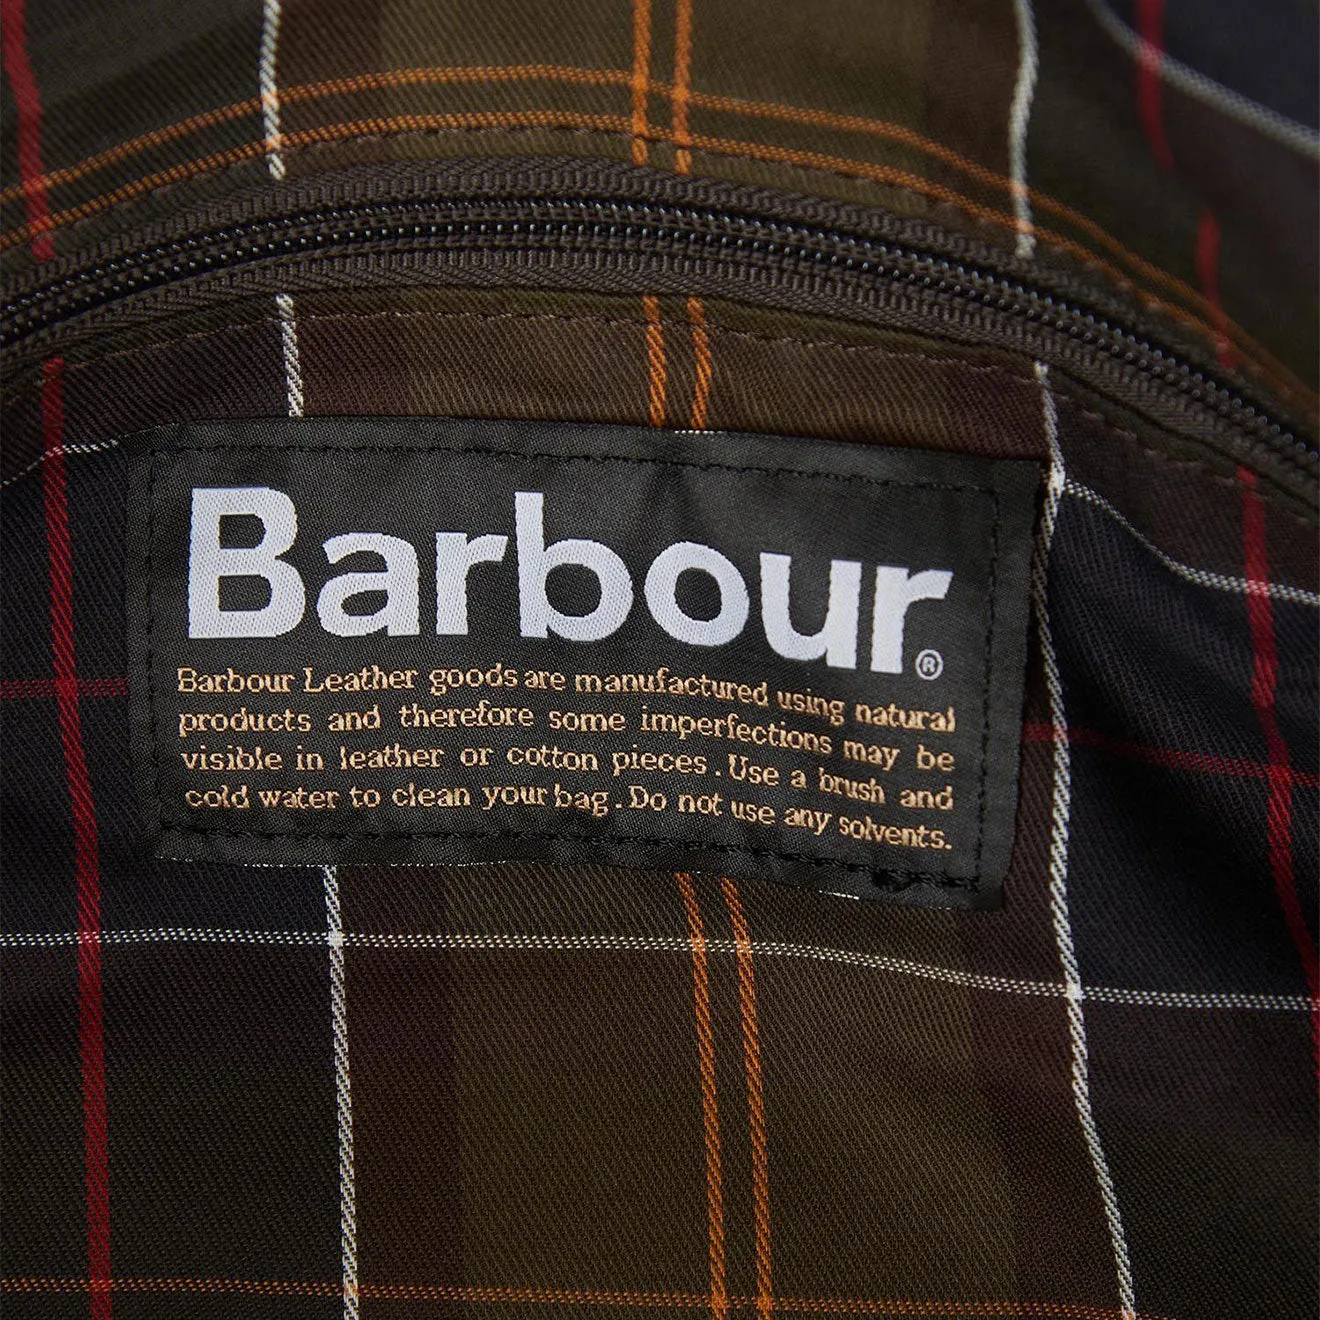 Barbour®
Barbour Leather goods are manufactured using natural
products and therefore some imperfections may be
visible in leather or cotton pieces. Use a brush and
cold water to clean your bag. Do not use any solvents.